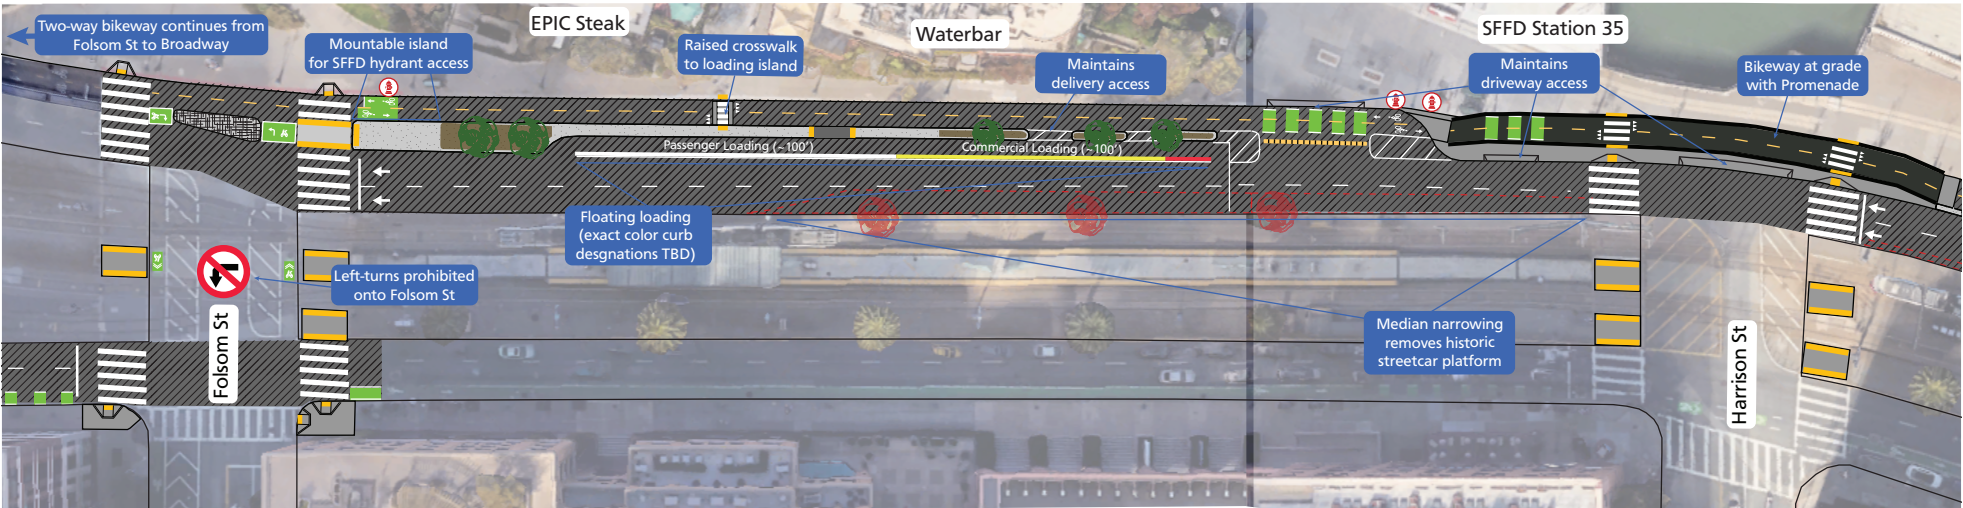 Two-way bikeway continues from
Folsom St to Broadway
EPIC Steak
Mountable island
for SFFD hydrant access
Raised crosswalk
to loading island
Waterbar
Maintains
delivery access
SFFD Station 35
Maintains
driveway access
Bikeway at grade
with Promenade
Passenger Loading (~100')
Commercial Loading (~100')
Floating loading
(exact color curb
desgnations TBD)
Left-turns prohibited
onto Folsom St
Median narrowing
removes historic
streetcar platform
Folsom St
Harrison St